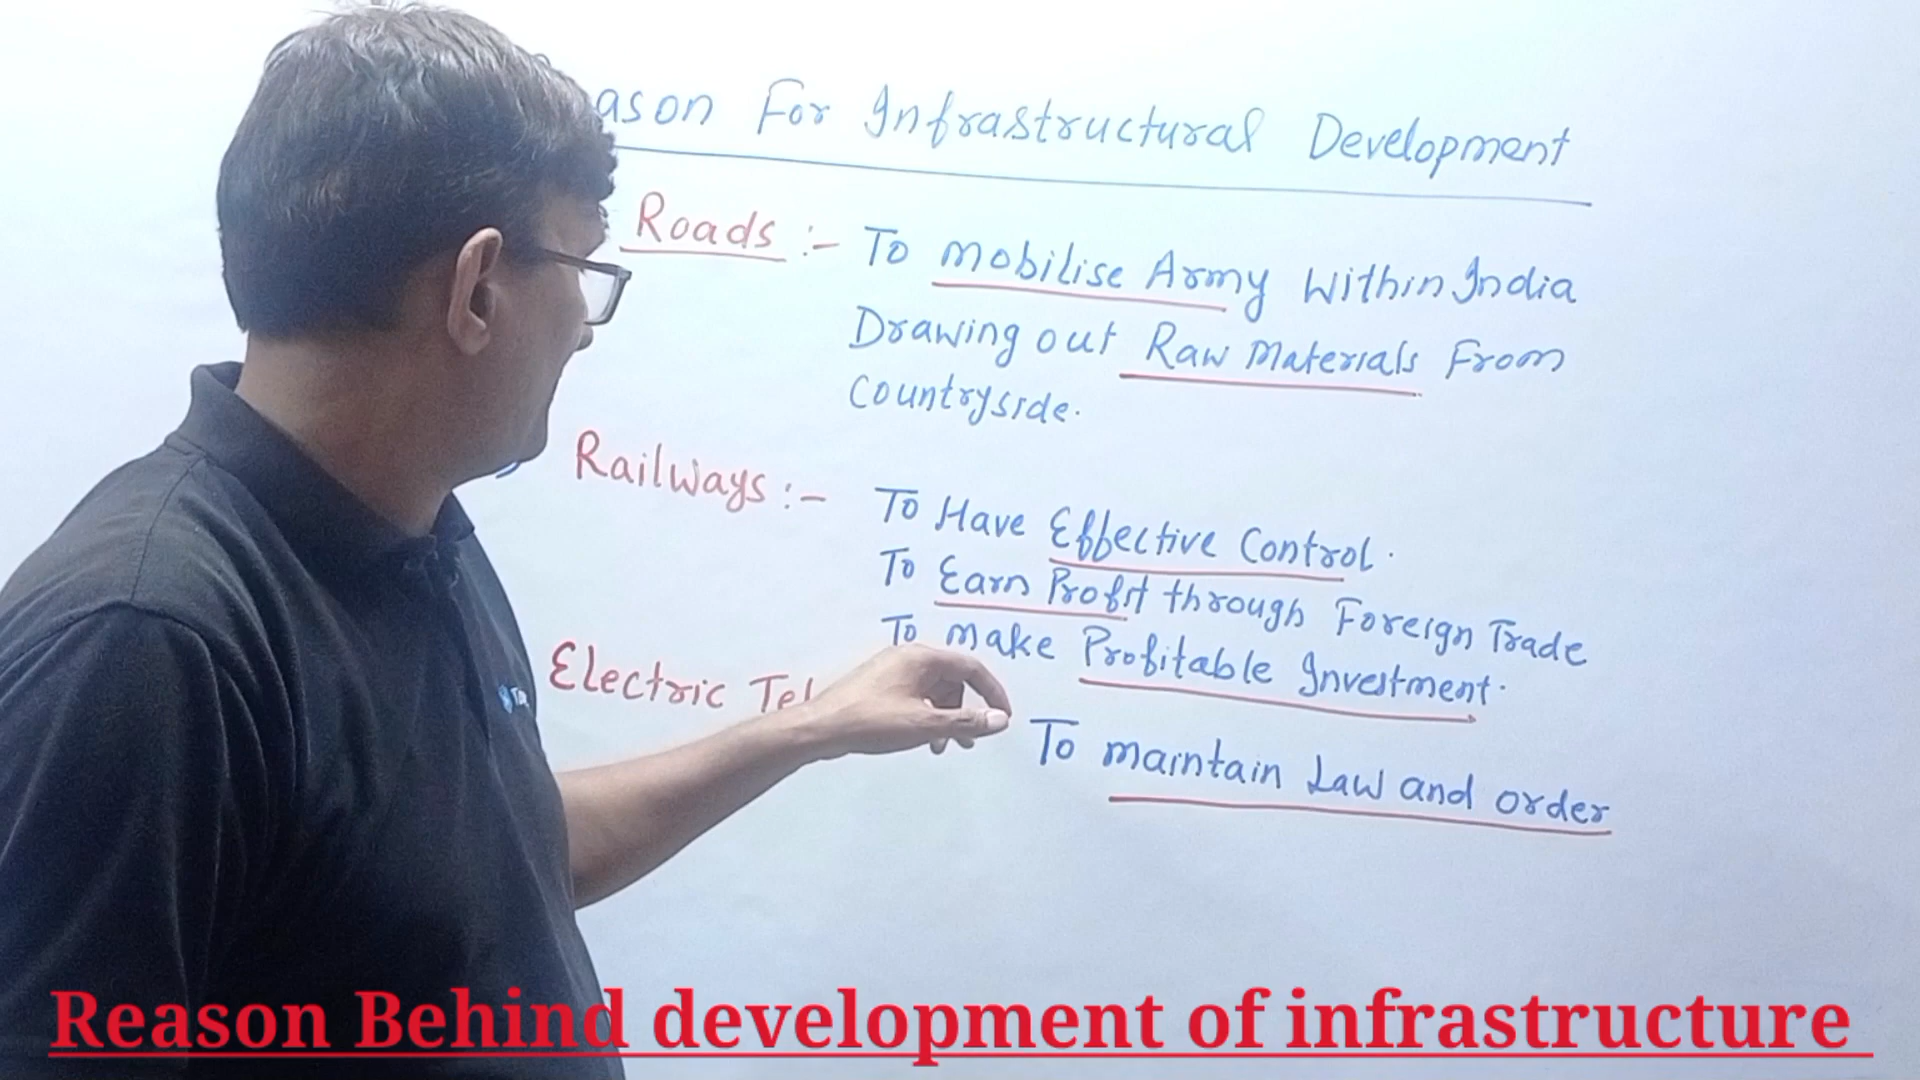 ason For Infrastructural Development
Roads :- To mobilise Army Within India
Drawing out Raw Materials From
Countryside.
Railways :- To Have Effective Control.
To Earn Profit through Foreign Trade
To make Profitable Investment.
Electric Tel
To maintain Law and order
Reason Behind development of infrastructure